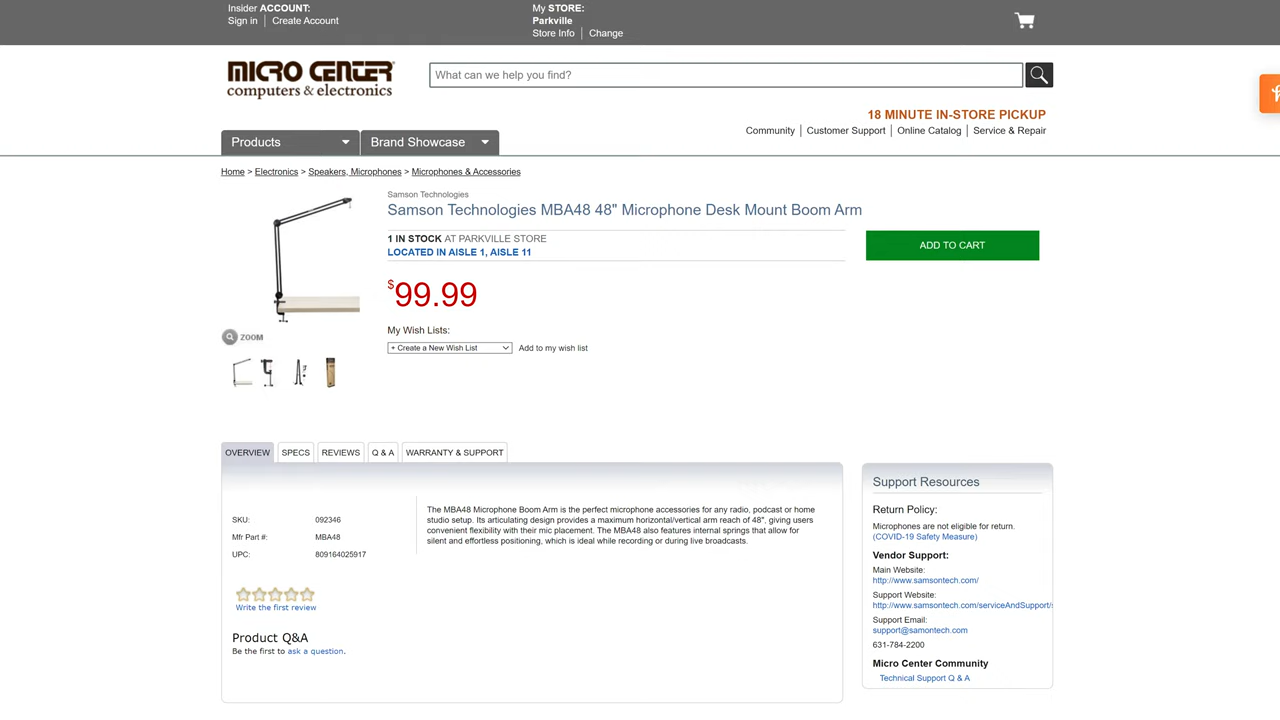 Insider ACCOUNT:
Sign in
Create Account
My STORE:
Parkville
Store Info
Change
MICRO CENTER
computers & electronics
What can we help you find?
18 MINUTE IN-STORE PICKUP
Community
Customer Support
Online Catalog
Service & Repair
Products
Brand Showcase
Home > Electronics > Speakers, Microphones > Microphones & Accessories
Samson Technologies
Samson Technologies MBA48 48" Microphone Desk Mount Boom Arm
1 IN STOCK AT PARKVILLE STORE
LOCATED IN AISLE 1, AISLE 11
ADD TO CART
$99.99
My Wish Lists:
+ Create a New Wish List
Add to my wish list
ZOOM
OVERVIEW
SPECS
REVIEWS
Q & A
WARRANTY & SUPPORT
SKU: 092346
Mfr Part #: MBA48
UPC: 809164025917
The MBA48 Microphone Boom Arm is the perfect microphone accessories for any radio, podcast or home
studio setup. Its articulating design provides a maximum horizontal/vertical arm reach of 48", giving users
convenient flexibility with their mic placement. The MBA48 also features internal springs that allow for
silent and effortless positioning, which is ideal while recording or during live broadcasts.
Write the first review
Product Q&A
Be the first to ask a question.
Support Resources
Return Policy:
Microphones are not eligible for return.
(COVID-19 Safety Measure)
Vendor Support:
Main Website:
http://www.samsontech.com/
Support Website:
http://www.samsontech.com/serviceAndSupport/
Support Email:
support@samontech.com
631-784-2200
Micro Center Community
Technical Support Q & A